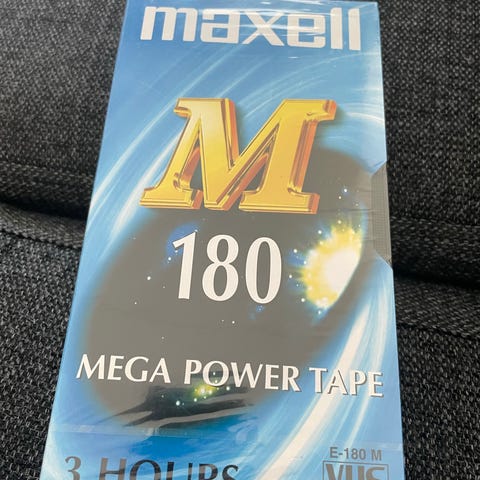 maxell
M
180
MEGA POWER TAPE
E-180 M
3 HOURS
VHS